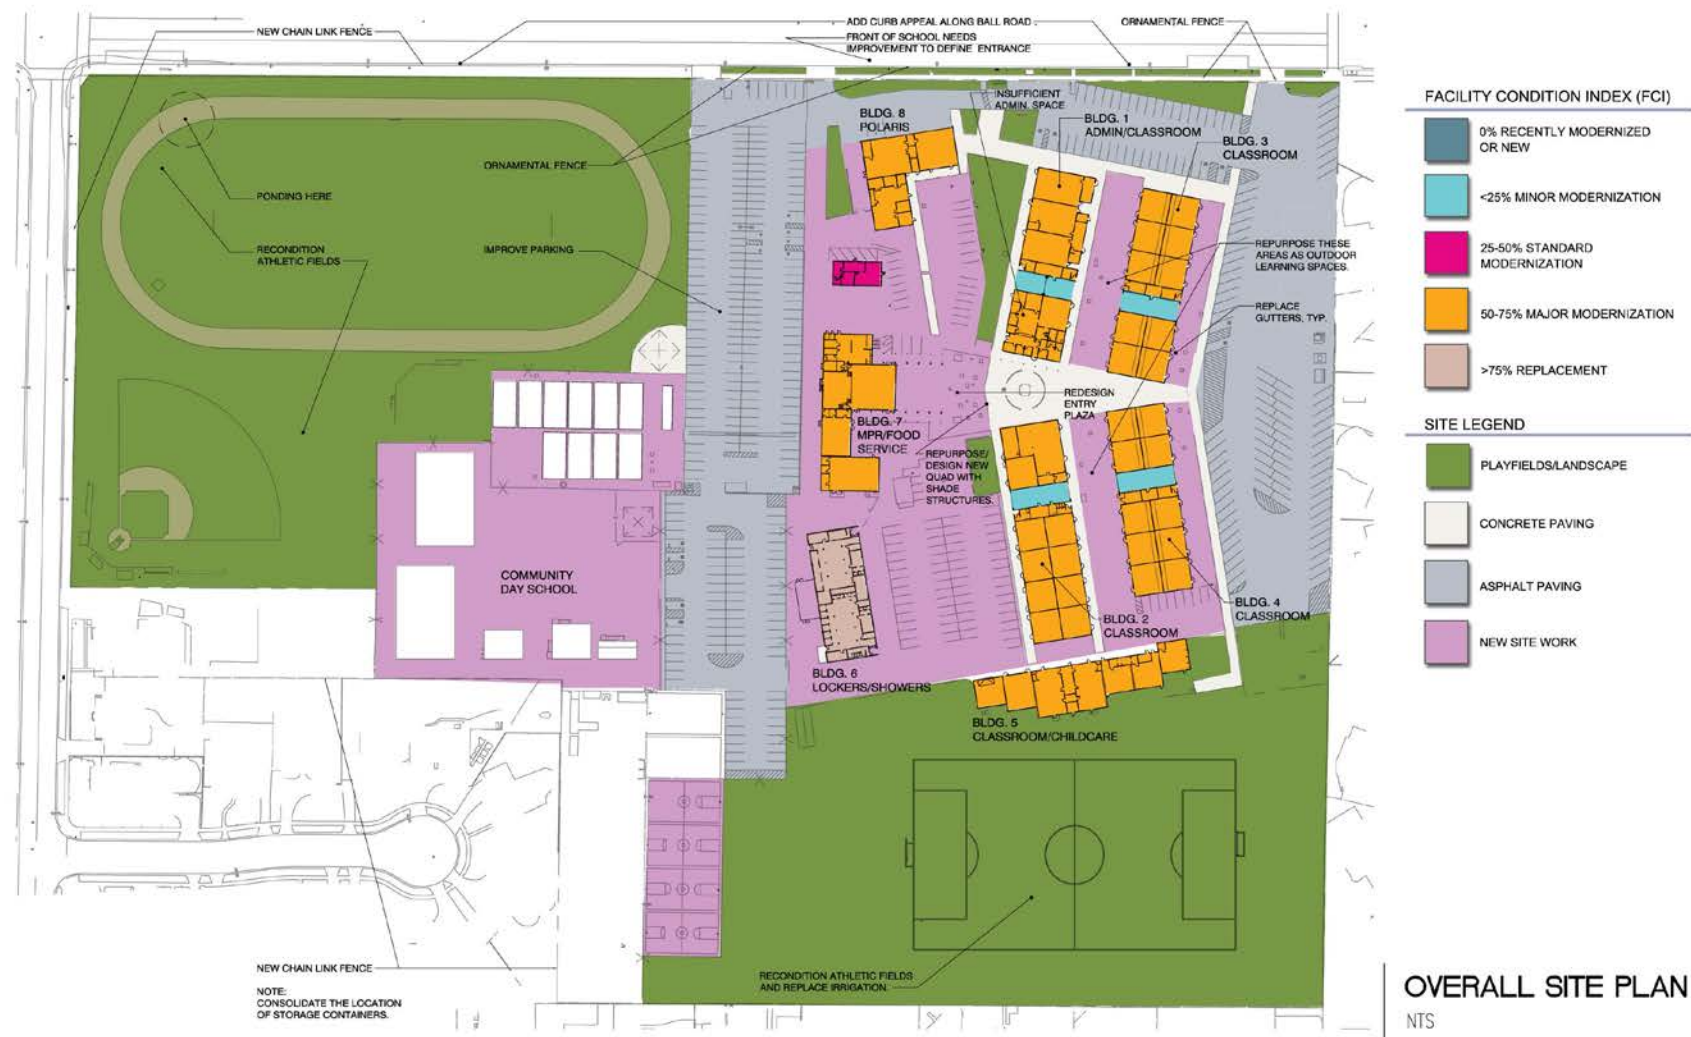 NEW CHAIN LINK FENCE
ADD CURB APPEAL ALONG BALL ROAD
FRONT OF SCHOOL NEEDS
IMPROVEMENT TO DEFINE ENTRANCE
ORNAMENTAL FENCE
INSUFFICIENT
ADMIN. SPACE
BLDG. 8
POLARIS
BLDG. 1
ADMIN/CLASSROOM
BLDG. 3
CLASSROOM
ORNAMENTAL FENCE
PONDING HERE
RECONDITION
ATHLETIC FIELDS
IMPROVE PARKING
REPURPOSE THESE
AREAS AS OUTDOOR
LEARNING SPACES.
REPLACE
GUTTERS, TYP.
REDESIGN
ENTRY
PLAZA
BLDG. 7
MPR/FOOD
SERVICE
REPURPOSE/
DESIGN NEW
QUAD WITH
SHADE
STRUCTURES.
COMMUNITY
DAY SCHOOL
BLDG. 4
CLASSROOM
BLDG. 2
CLASSROOM
BLDG. 6
LOCKERS/SHOWERS
BLDG. 5
CLASSROOM/CHILDCARE
NEW CHAIN LINK FENCE
NOTE:
CONSOLIDATE THE LOCATION
OF STORAGE CONTAINERS.
RECONDITION ATHLETIC FIELDS
AND REPLACE IRRIGATION.
FACILITY CONDITION INDEX (FCI)
0% RECENTLY MODERNIZED
OR NEW
<25% MINOR MODERNIZATION
25-50% STANDARD
MODERNIZATION
50-75% MAJOR MODERNIZATION
>75% REPLACEMENT
SITE LEGEND
PLAYFIELDS/LANDSCAPE
CONCRETE PAVING
ASPHALT PAVING
NEW SITE WORK
OVERALL SITE PLAN
NTS